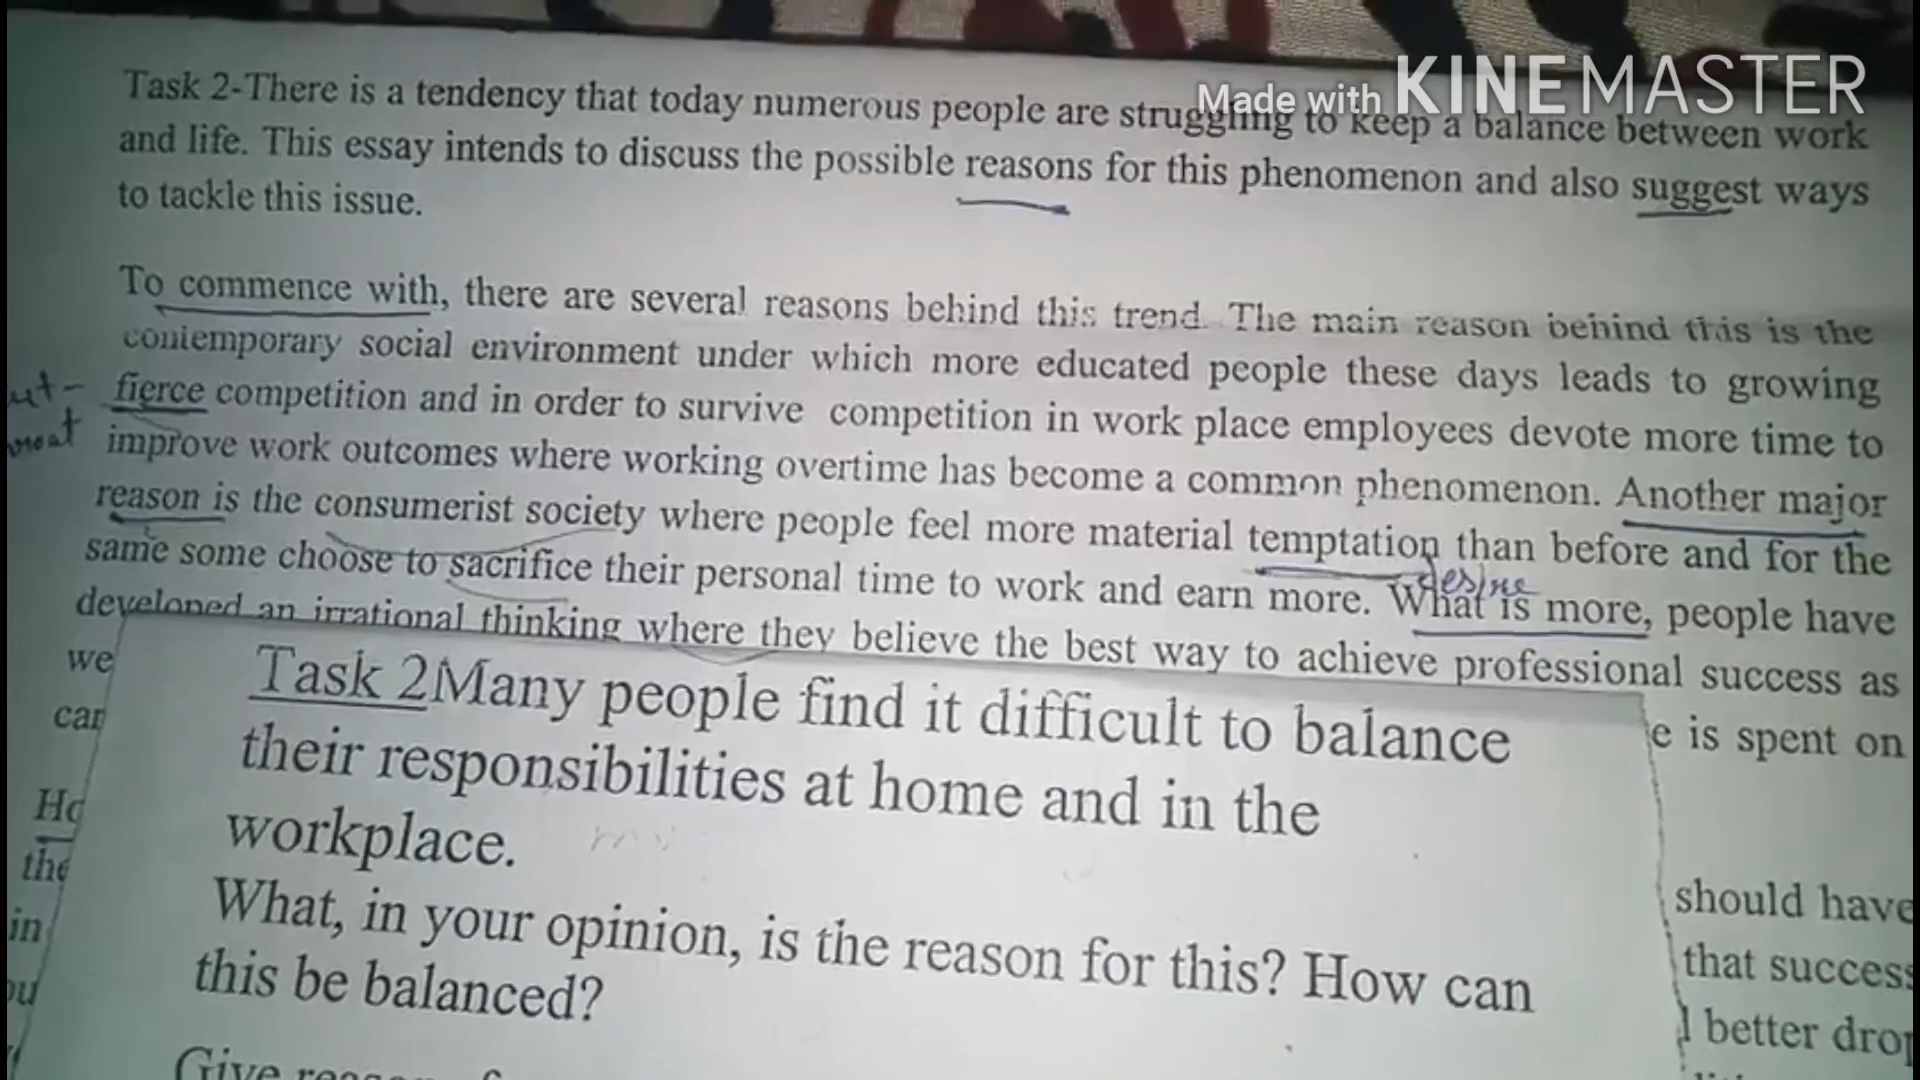 Made with KINEMASTER
Task 2-There is a tendency that today numerous people are struggling to keep a balance between work
and life. This essay intends to discuss the possible reasons for this phenomenon and also suggest ways
to tackle this issue.
To commence with, there are several reasons behind this trend. The main reason behind this is the
contemporary social environment under which more educated people these days leads to growing
fierce competition and in order to survive competition in work place employees devote more time to
improve work outcomes where working overtime has become a common phenomenon. Another major
reason is the consumerist society where people feel more material temptation than before and for the
desire
same some choose to sacrifice their personal time to work and earn more. What is more, people have
developed an irrational thinking where they believe the best way to achieve professional success as
we
is spent on
Task 2Many people find it difficult to balance
their responsibilities at home and in the
workplace.
What, in your opinion, is the reason for this? How can
this be balanced?
Give
in
should have
that success
better